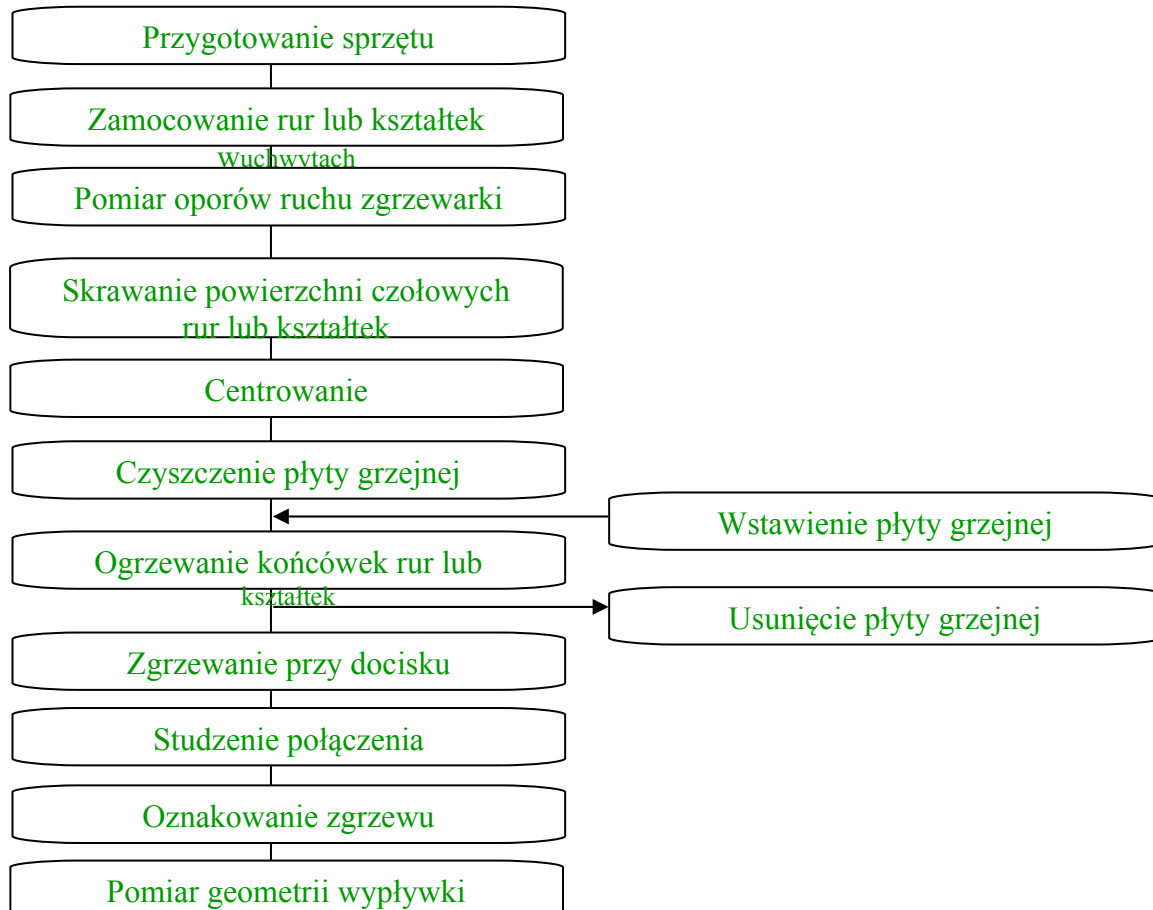 Przygotowanie sprzętu
Zamocowanie rur lub kształtek
wuchwytach
Pomiar oporów ruchu zgrzewarki
Skrawanie powierzchni czołowych
rur lub kształtek
Centrowanie
Czyszczenie płyty grzejnej
Wstawienie płyty grzejnej
Ogrzewanie końcówek rur lub
kształtek
Usunięcie płyty grzejnej
Zgrzewanie przy docisku
Studzenie połączenia
Oznakowanie zgrzewu
Pomiar geometrii wypływki